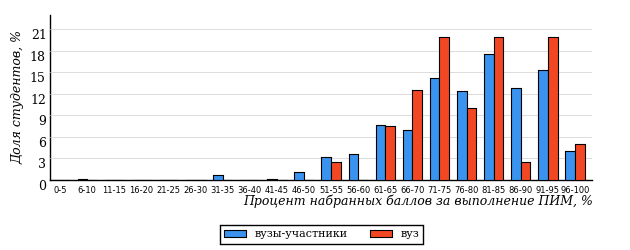 Доля студентов, %
21
18
15
12
9
6
3
0
0-5 6-10 11-15 16-20 21-25 26-30 31-35 36-40 41-45 46-50 51-55 56-60 61-65 66-70 71-75 76-80 81-85 86-90 91-95 96-100
Процент набранных баллов за выполнение ПИМ, %
вузы-участники вуз